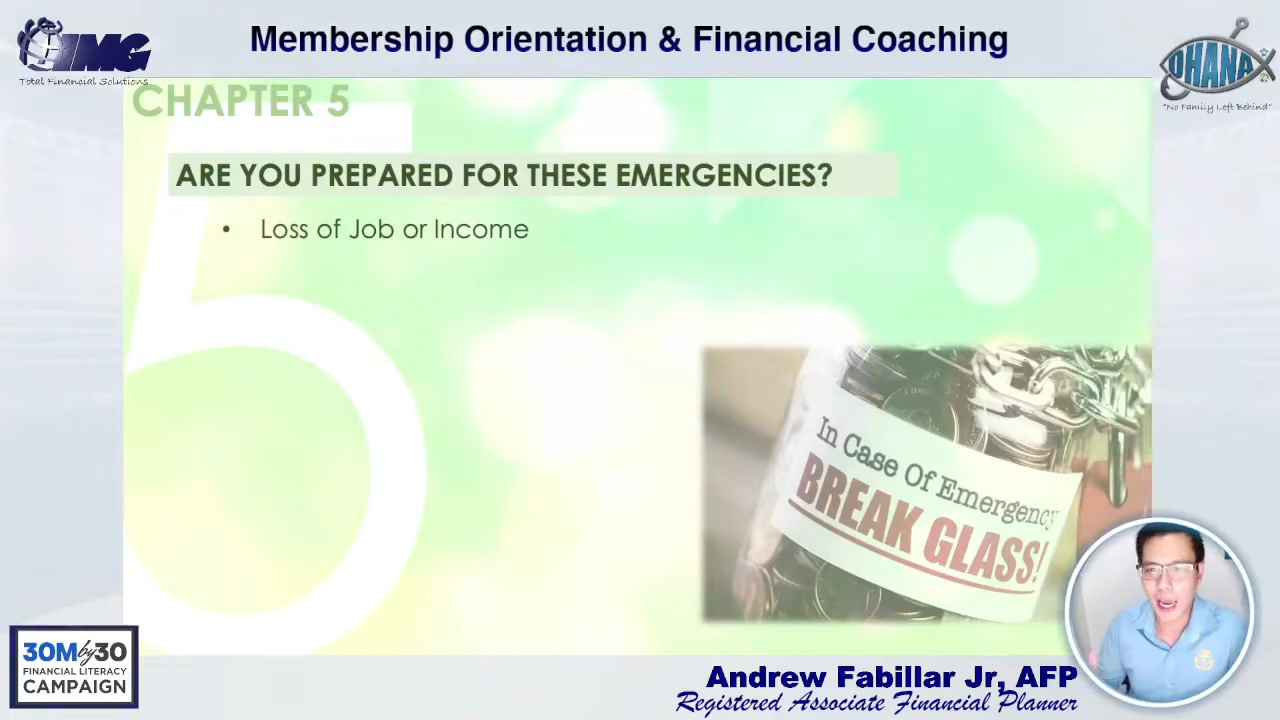 IMG
Total Financial Solutions
Membership Orientation & Financial Coaching
OHANA
"No Family Left Behind"
CHAPTER 5
5
ARE YOU PREPARED FOR THESE EMERGENCIES?
• Loss of Job or Income
In Case Of Emergency
BREAK GLASS!
30M by 30
FINANCIAL LITERACY
CAMPAIGN
Andrew Fabillar Jr, AFP
Registered Associate Financial Planner